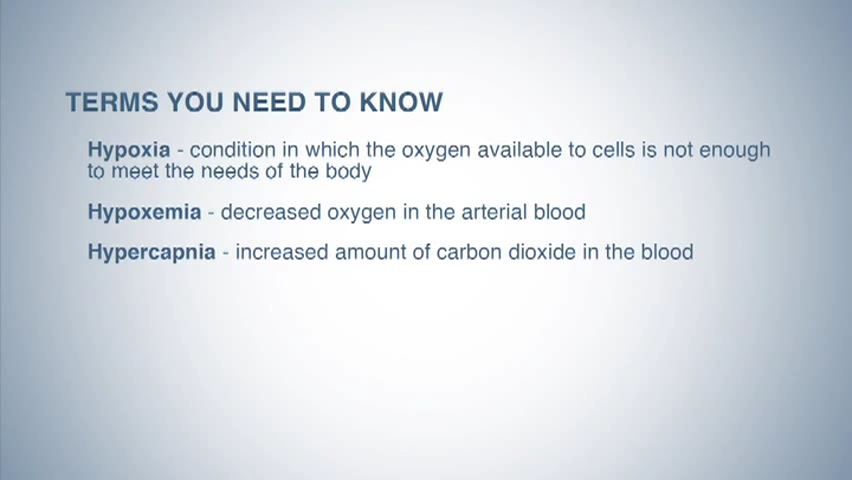 TERMS YOU NEED TO KNOW
Hypoxia - condition in which the oxygen available to cells is not enough
to meet the needs of the body
Hypoxemia - decreased oxygen in the arterial blood
Hypercapnia - increased amount of carbon dioxide in the blood